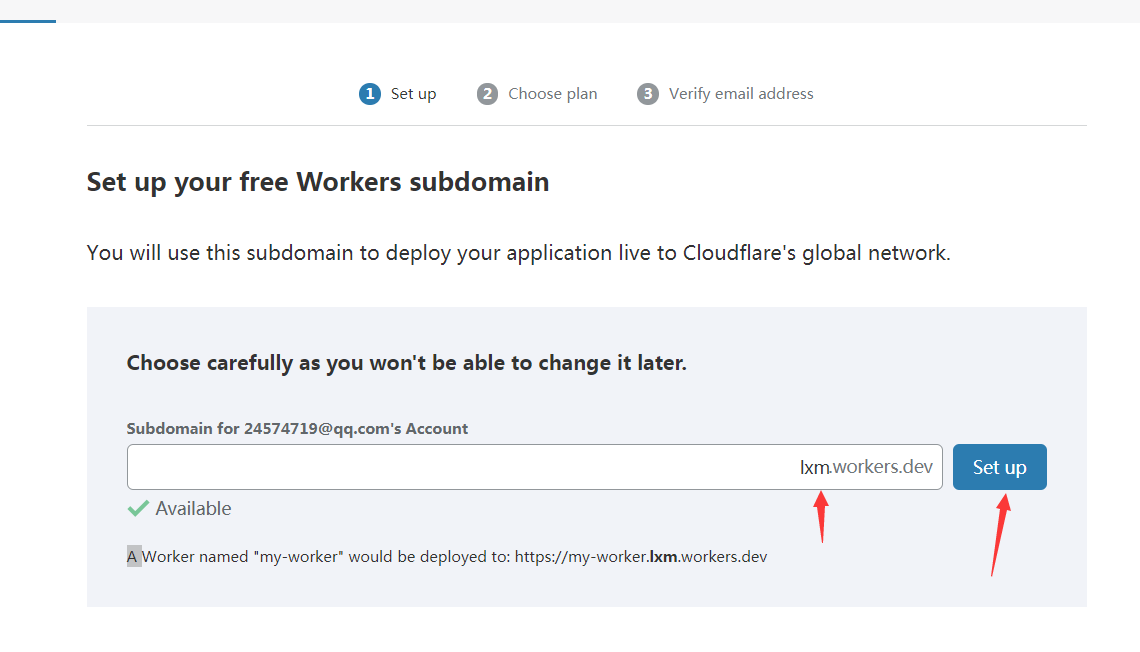 1 Set up 2 Choose plan 3 Verify email address
Set up your free Workers subdomain
You will use this subdomain to deploy your application live to Cloudflare's global network.
Choose carefully as you won't be able to change it later.
Subdomain for 24574719@qq.com's Account
lxm.workers.dev Set up
Available
A Worker named "my-worker" would be deployed to: https://my-worker.lxm.workers.dev